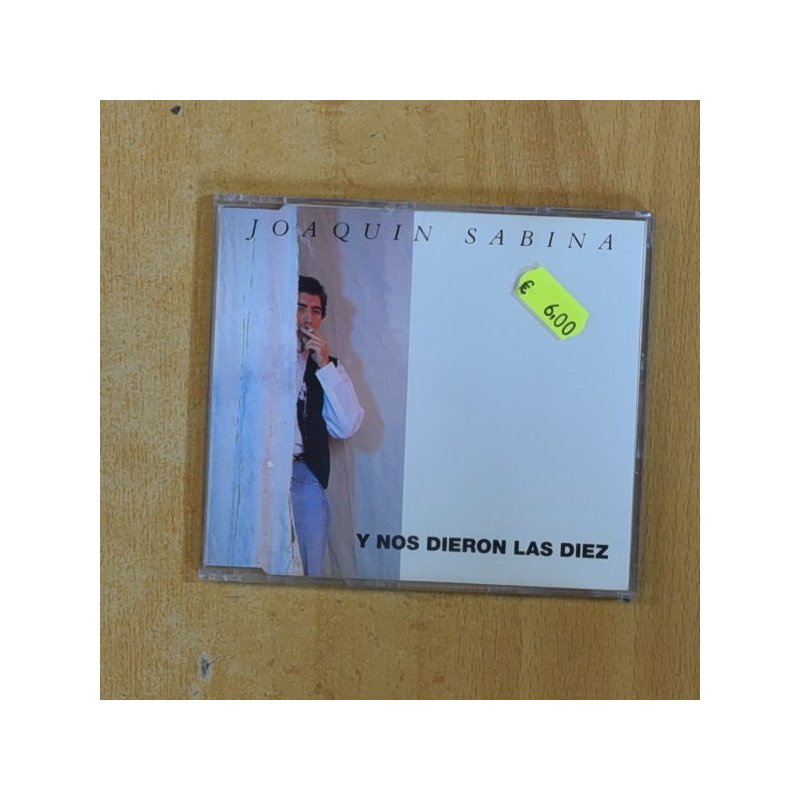 JOAQUIN SABINA
€ 6,00
Y NOS DIERON LAS DIEZ